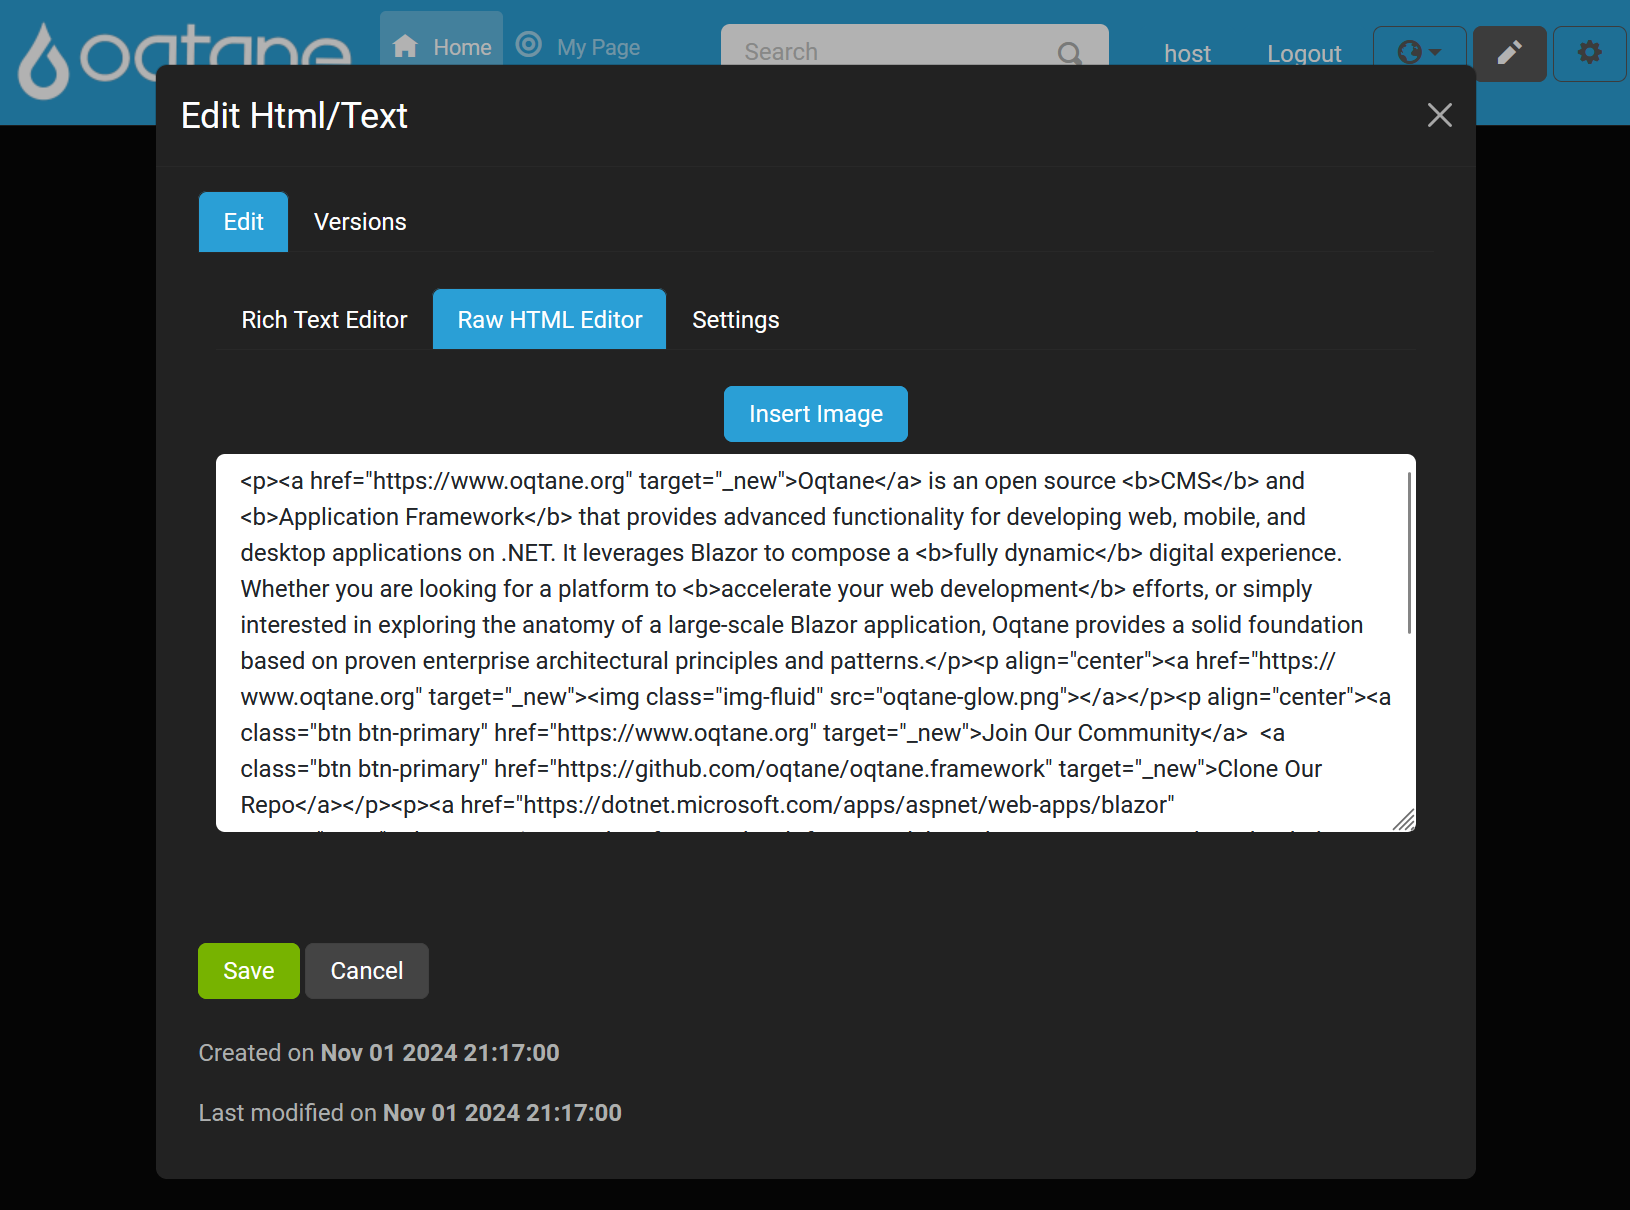 oqtane
Home
My Page
Search
host
Logout
Edit Html/Text
Edit
Versions
Rich Text Editor
Raw HTML Editor
Settings
Insert Image
<p><a href="https://www.oqtane.org" target="_new">Oqtane</a> is an open source <b>CMS</b> and
<b>Application Framework</b> that provides advanced functionality for developing web, mobile, and
desktop applications on .NET. It leverages Blazor to compose a <b>fully dynamic</b> digital experience.
Whether you are looking for a platform to <b>accelerate your web development</b> efforts, or simply
interested in exploring the anatomy of a large-scale Blazor application, Oqtane provides a solid foundation
based on proven enterprise architectural principles and patterns.</p><p align="center"><a href="https://
www.oqtane.org" target="_new"><img class="img-fluid" src="oqtane-glow.png"></a></p><p align="center"><a
class="btn btn-primary" href="https://www.oqtane.org" target="_new">Join Our Community</a>  <a
class="btn btn-primary" href="https://github.com/oqtane/oqtane.framework" target="_new">Clone Our
Repo</a></p><p><a href="https://dotnet.microsoft.com/apps/aspnet/web-apps/blazor"
Save
Cancel
Created on Nov 01 2024 21:17:00
Last modified on Nov 01 2024 21:17:00